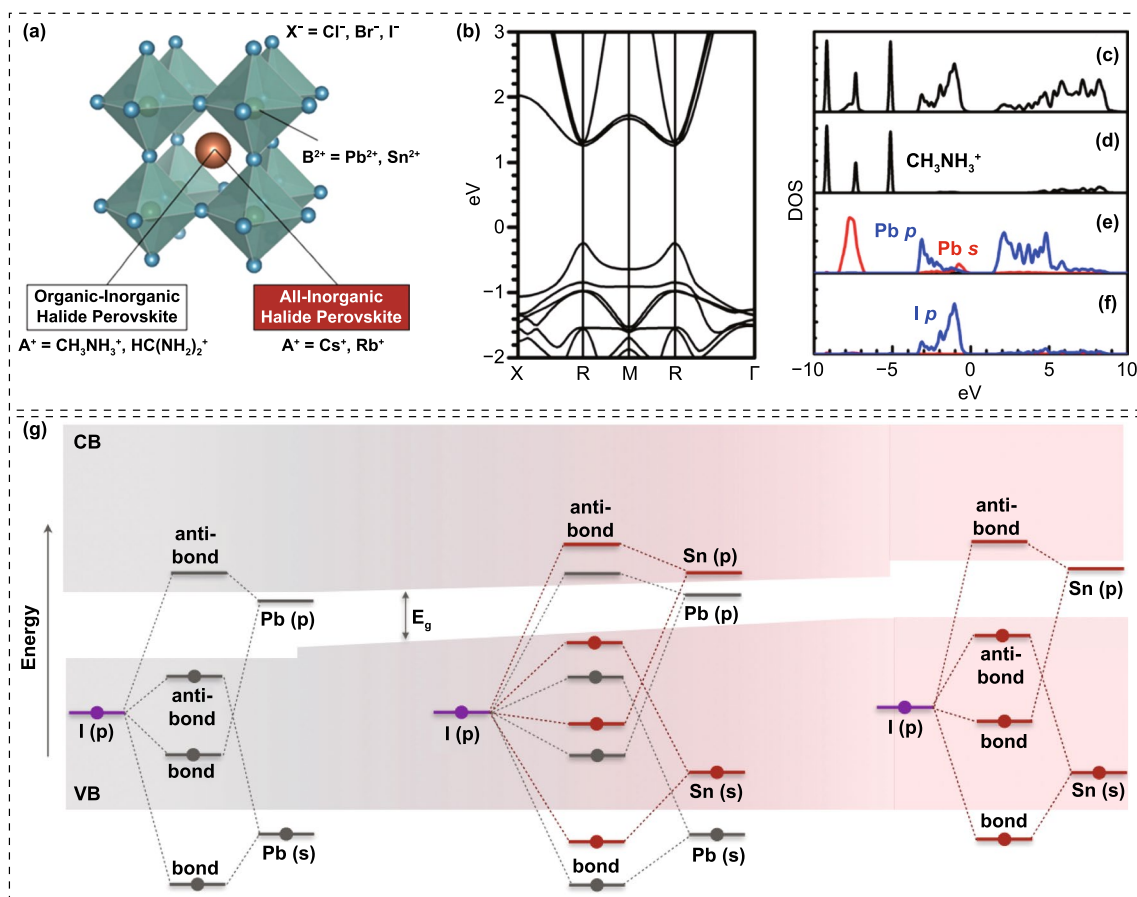 (a)
X⁻ = Cl⁻, Br⁻, I⁻
B²⁺ = Pb²⁺, Sn²⁺
Organic-Inorganic
Halide Perovskite
A⁺ = CH₃NH₃⁺, HC(NH₂)₂⁺
All-Inorganic
Halide Perovskite
A⁺ = Cs⁺, Rb⁺
(b)
3
2
1
0
−1
−2
eV
X
R
M
R
Γ
(c)
(d)
CH₃NH₃⁺
DOS
(e)
Pb p
Pb s
(f)
I p
−10
−5
0
5
10
eV
(g)
CB
Energy
VB
anti-
bond
Pb (p)
anti-
bond
I (p)
bond
Pb (s)
bond
E_g
anti-
bond
Sn (p)
Pb (p)
I (p)
Sn (s)
Pb (s)
bond
anti-
bond
Sn (p)
anti-
bond
I (p)
bond
Sn (s)
bond